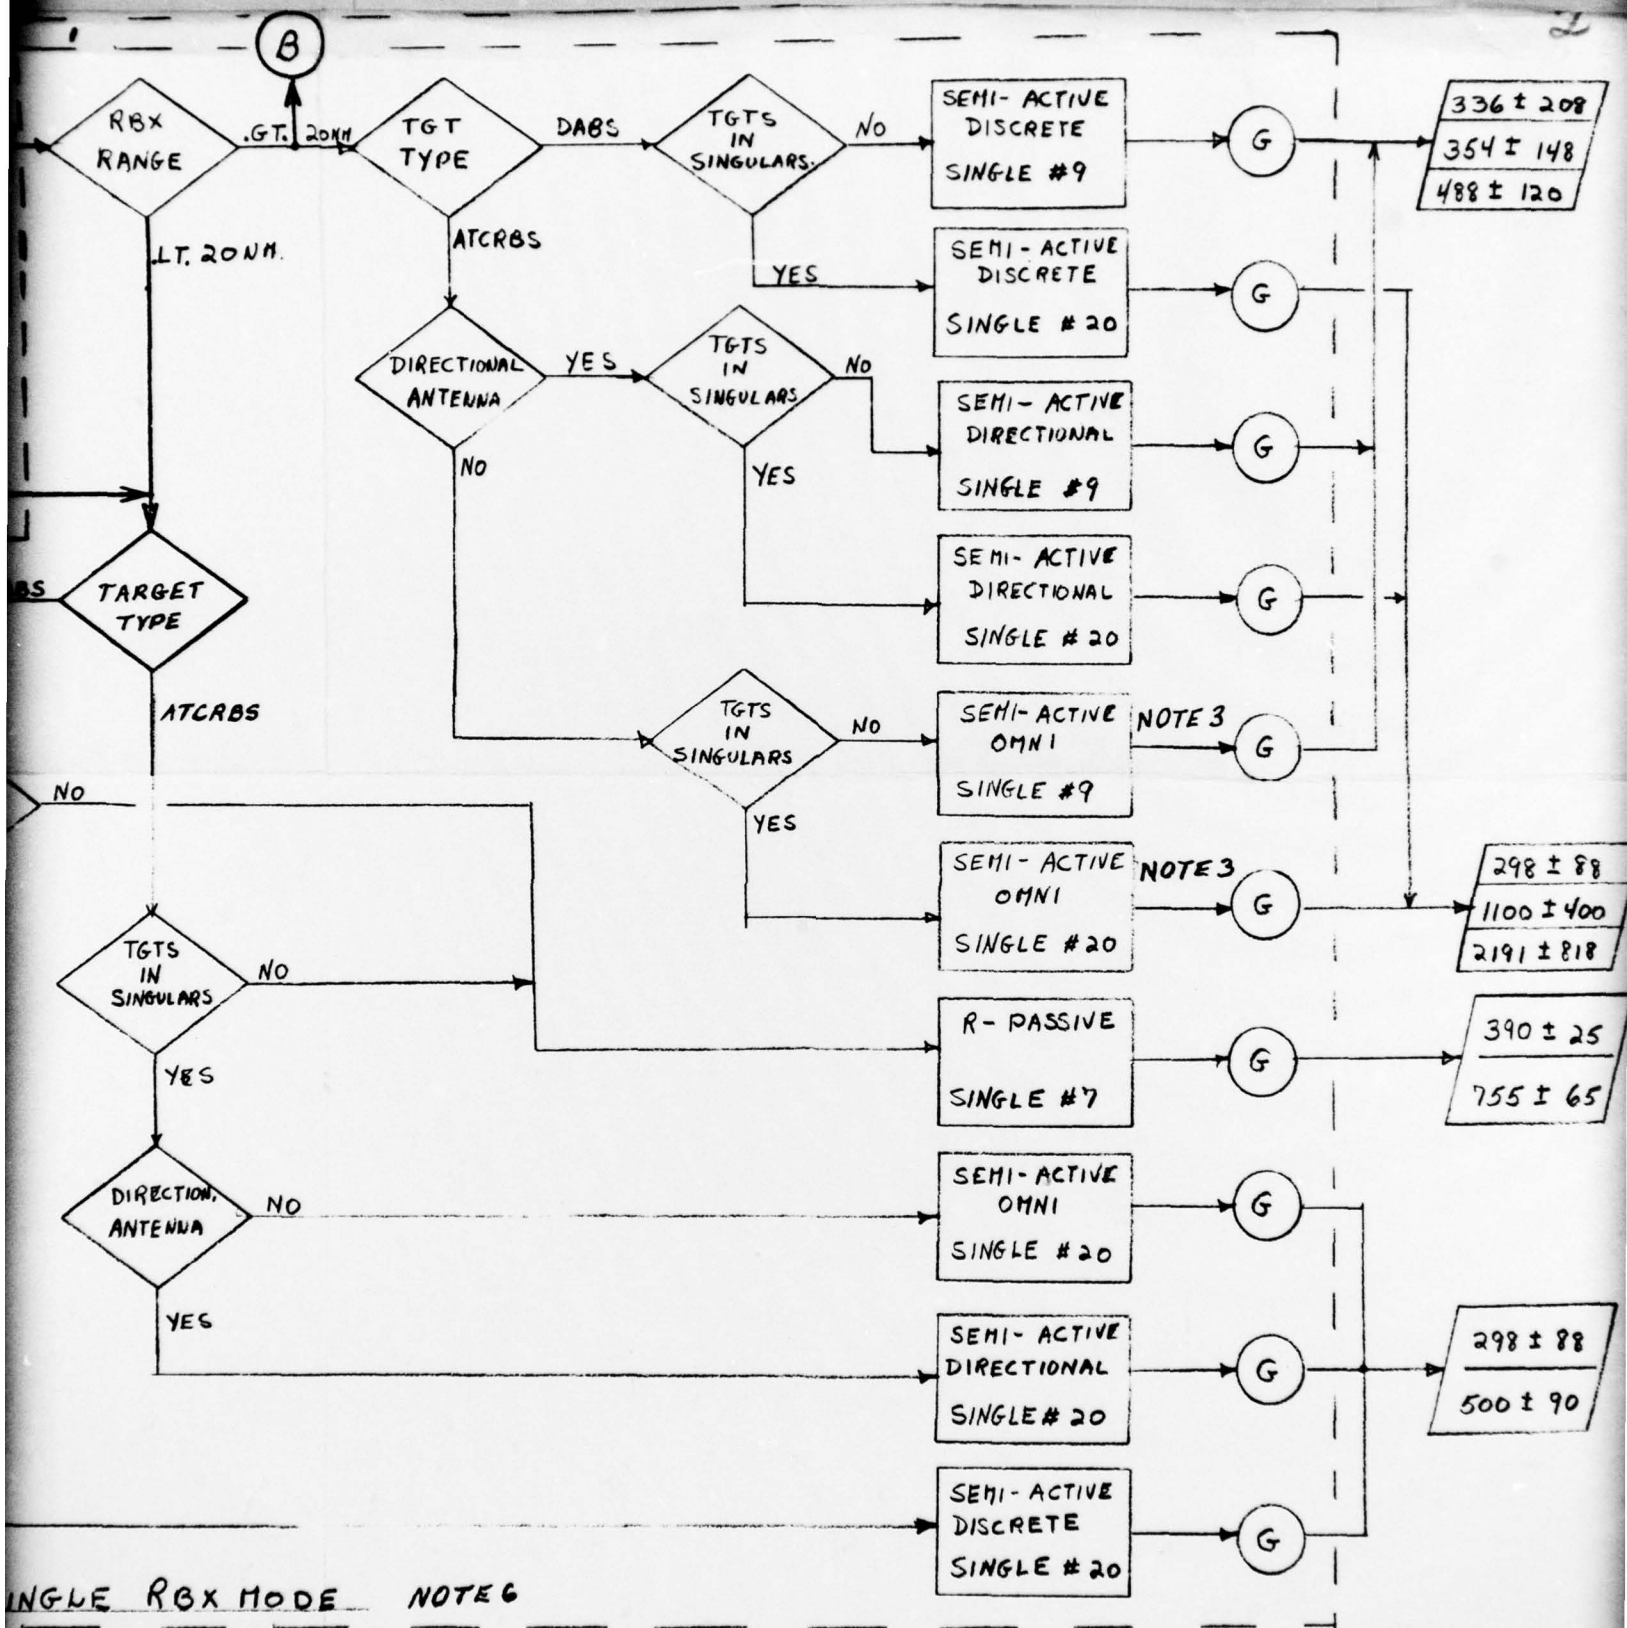 2
B
RBX
RANGE
.GT. 20NM
TGT
TYPE
DABS
TGTS
IN
SINGULARS.
NO
SEMI-ACTIVE
DISCRETE
SINGLE #9
G
336 ± 208
354 ± 148
488 ± 120
.LT. 20NM.
ATCRBS
YES
SEMI-ACTIVE
DISCRETE
SINGLE #20
G
DIRECTIONAL
ANTENNA
YES
TGTS
IN
SINGULARS
NO
SEMI-ACTIVE
DIRECTIONAL
SINGLE #9
G
NO
YES
BS
TARGET
TYPE
SEMI-ACTIVE
DIRECTIONAL
SINGLE #20
G
ATCRBS
TGTS
IN
SINGULARS
NO
SEMI-ACTIVE
OMNI
SINGLE #9
NOTE 3
G
NO
YES
SEMI-ACTIVE
OMNI
SINGLE #20
NOTE 3
G
298 ± 88
1100 ± 400
2191 ± 818
TGTS
IN
SINGULARS
NO
R-PASSIVE
SINGLE #7
G
390 ± 25
755 ± 65
YES
DIRECTION.
ANTENNA
NO
SEMI-ACTIVE
OMNI
SINGLE #20
G
YES
SEMI-ACTIVE
DIRECTIONAL
SINGLE #20
G
298 ± 88
500 ± 90
SEMI-ACTIVE
DISCRETE
SINGLE #20
G
INGLE RBX MODE NOTE 6